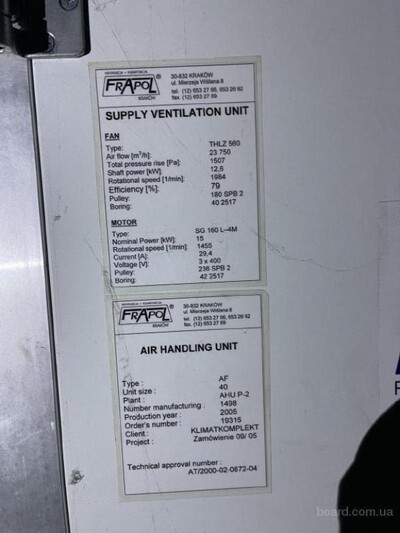 FRAPOL®
KRAKÓW
30-832 KRAKÓW
ul. Mierzeja Wiślana 8
tel. (12) 653 27 66, 653 26 92
fax. (12) 653 27 89
SUPPLY VENTILATION UNIT
FAN
Type: THLZ 560
Air flow [m³/h]: 23 750
Total pressure rise [Pa]: 1507
Shaft power [kW]: 12,6
Rotational speed [1/min]: 1984
Efficiency [%]: 79
Pulley: 180 SPB 2
Boring: 40 2517
MOTOR
Type: SG 160 L-4M
Nominal Power [kW]: 15
Rotational speed [1/min]: 1455
Current [A]: 29,4
Voltage [V]: 3 x 400
Pulley: 236 SPB 2
Boring: 42 2517
FRAPOL®
KRAKÓW
30-832 KRAKÓW
ul. Mierzeja Wiślana 8
tel. (12) 653 27 66, 653 26 92
fax. (12) 653 27 89
AIR HANDLING UNIT
Type : AF
Unit size : 40
Plant : AHU P-2
Number manufacturing : 1498
Production year : 2005
Order's number : 19315
Client : KLIMATKOMPLEKT
Project : Zamówienie 09/ 05
Technical approval number :
AT/2000-02-0872-04
board.com.ua